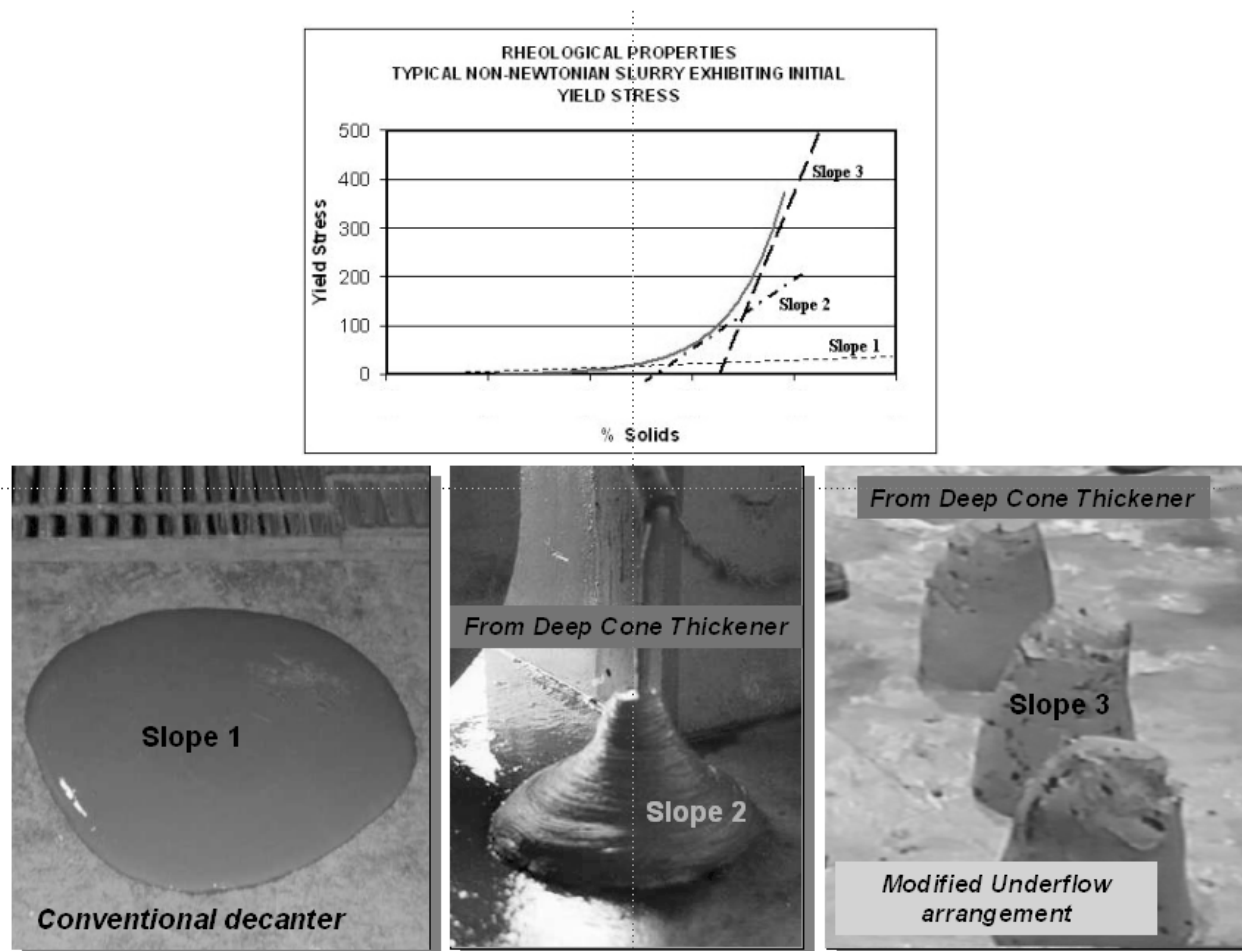 RHEOLOGICAL PROPERTIES
TYPICAL NON-NEWTONIAN SLURRY EXHIBITING INITIAL
YIELD STRESS
500
400
300
200
100
0
Yield Stress
Slope 3
Slope 2
Slope 1
% Solids
Slope 1
Conventional decanter
From Deep Cone Thickener
Slope 2
From Deep Cone Thickener
Slope 3
Modified Underflow
arrangement